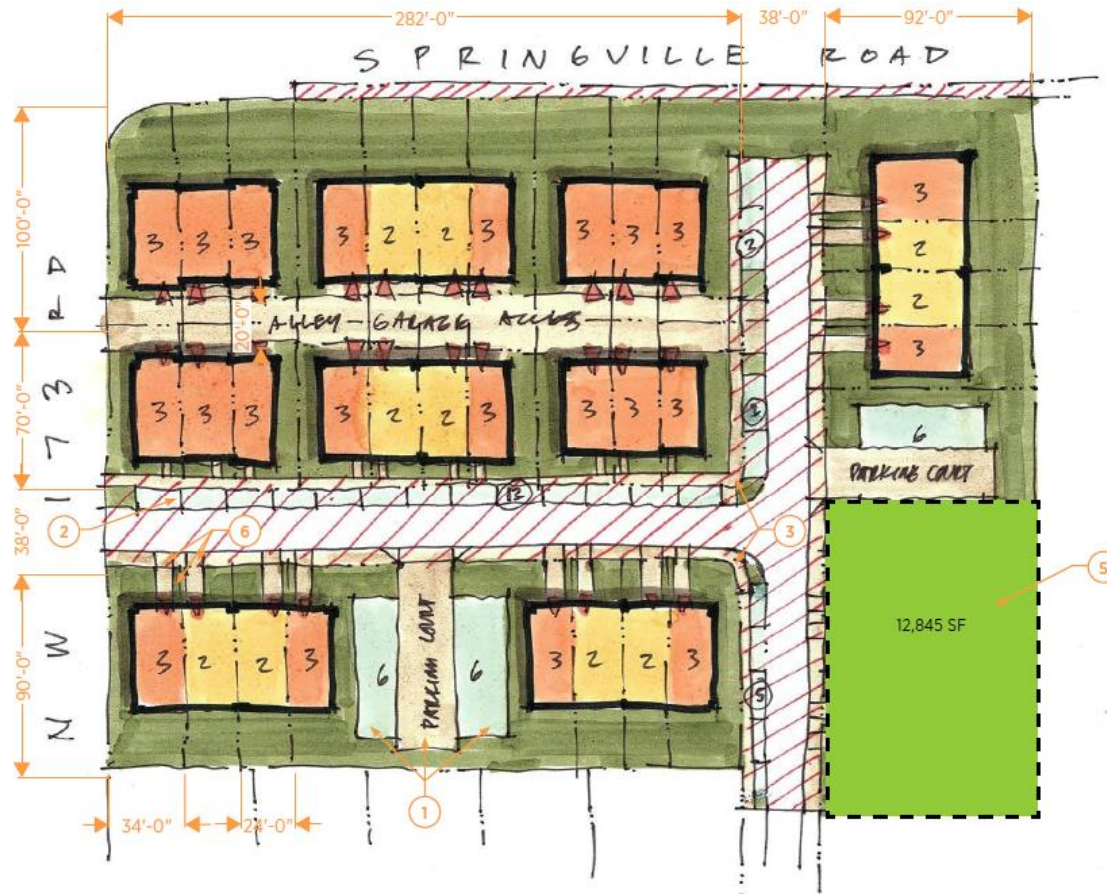 282'-0" 38'-0" 92'-0"
SPRINGVILLE ROAD
100'-0"
3 3 3 3 2 2 3 3 3 3
3
2
2
3
2
ALLEY - GARAGE ACCESS
20'-0"
70'-0"
3 3 3 3 2 2 3 3 3 3
6
PARKING COURT
12
2 6 3
38'-0"
5
12,845 SF
90'-0"
3 2 2 3 6 PARKING COURT 6 3 2 2 3
5
NW 173 RD
34'-0" 24'-0"
1